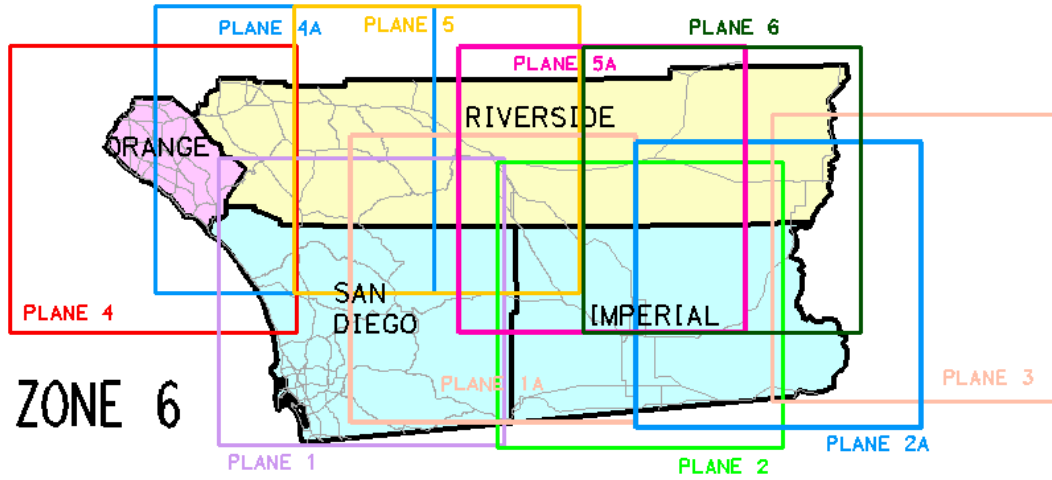 PLANE 4A
PLANE 5
PLANE 6
PLANE 5A
RIVERSIDE
ORANGE
SAN
DIEGO
IMPERIAL
PLANE 4
PLANE 1A
PLANE 3
ZONE 6
PLANE 1
PLANE 2
PLANE 2A